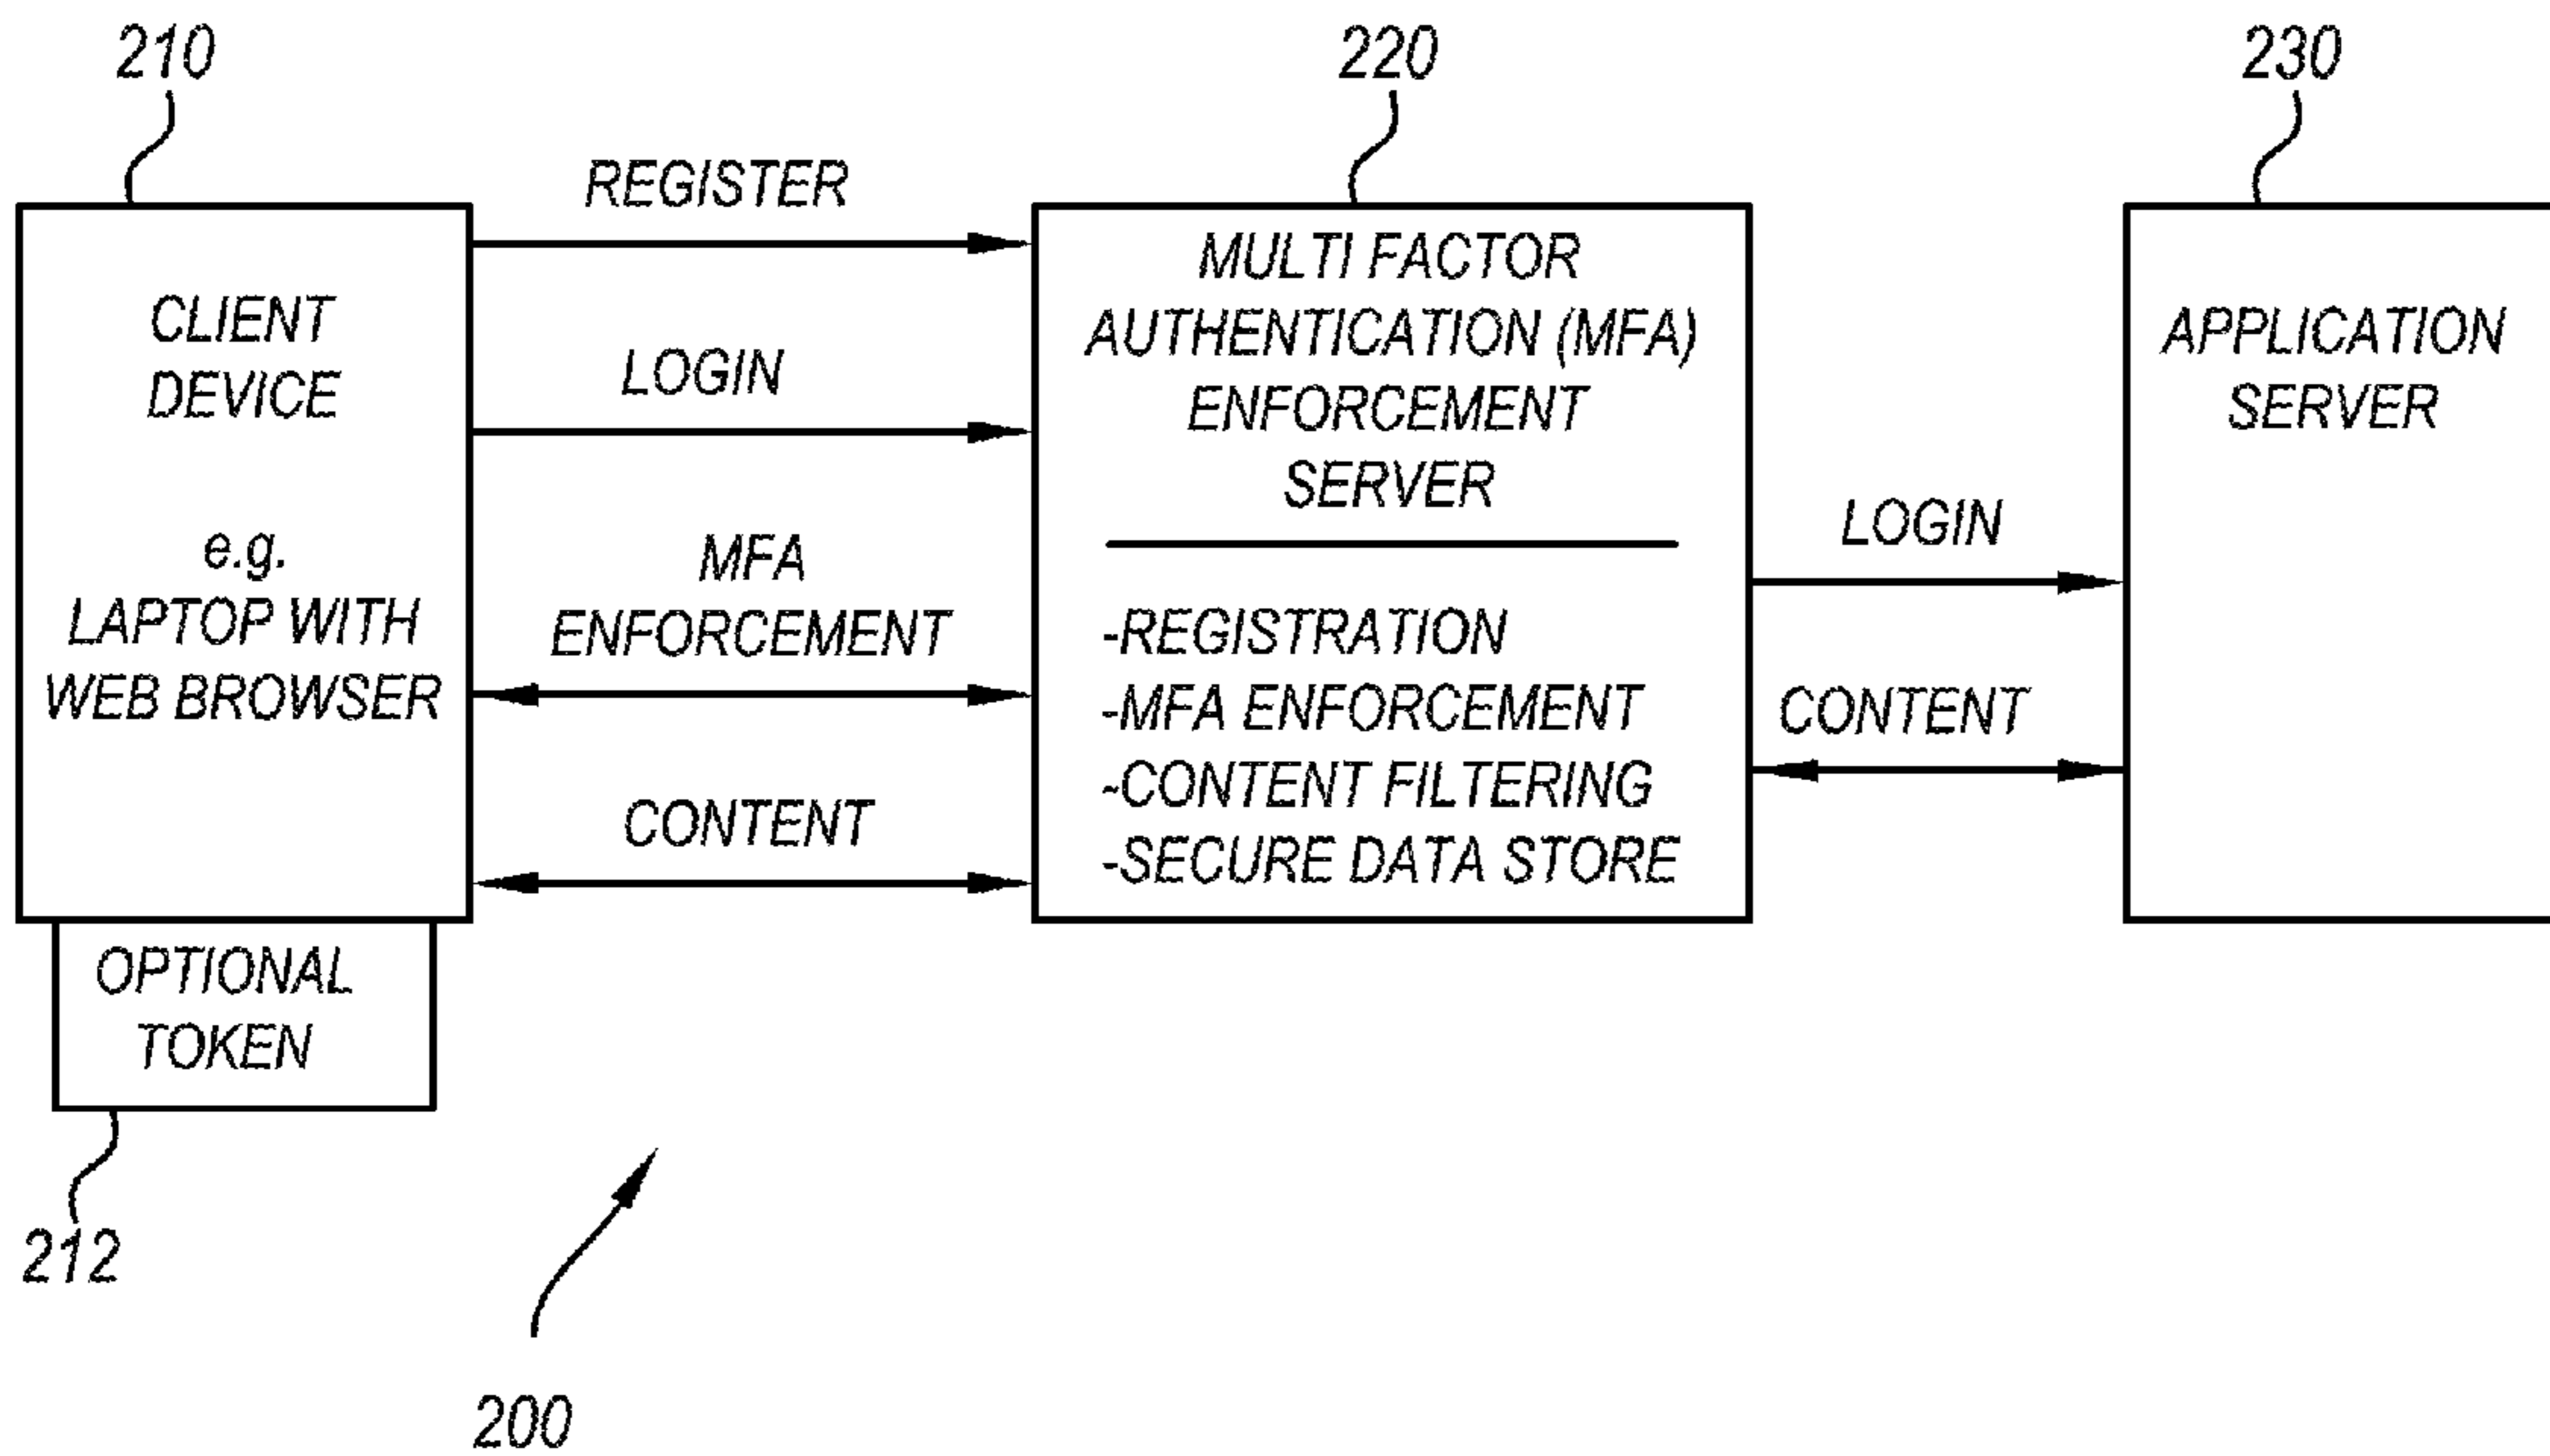 210
220
230
REGISTER
LOGIN
MFA
ENFORCEMENT
CONTENT
CLIENT
DEVICE
e.g.
LAPTOP WITH
WEB BROWSER
OPTIONAL
TOKEN
212
MULTI FACTOR
AUTHENTICATION (MFA)
ENFORCEMENT
SERVER
-REGISTRATION
-MFA ENFORCEMENT
-CONTENT FILTERING
-SECURE DATA STORE
LOGIN
CONTENT
APPLICATION
SERVER
200